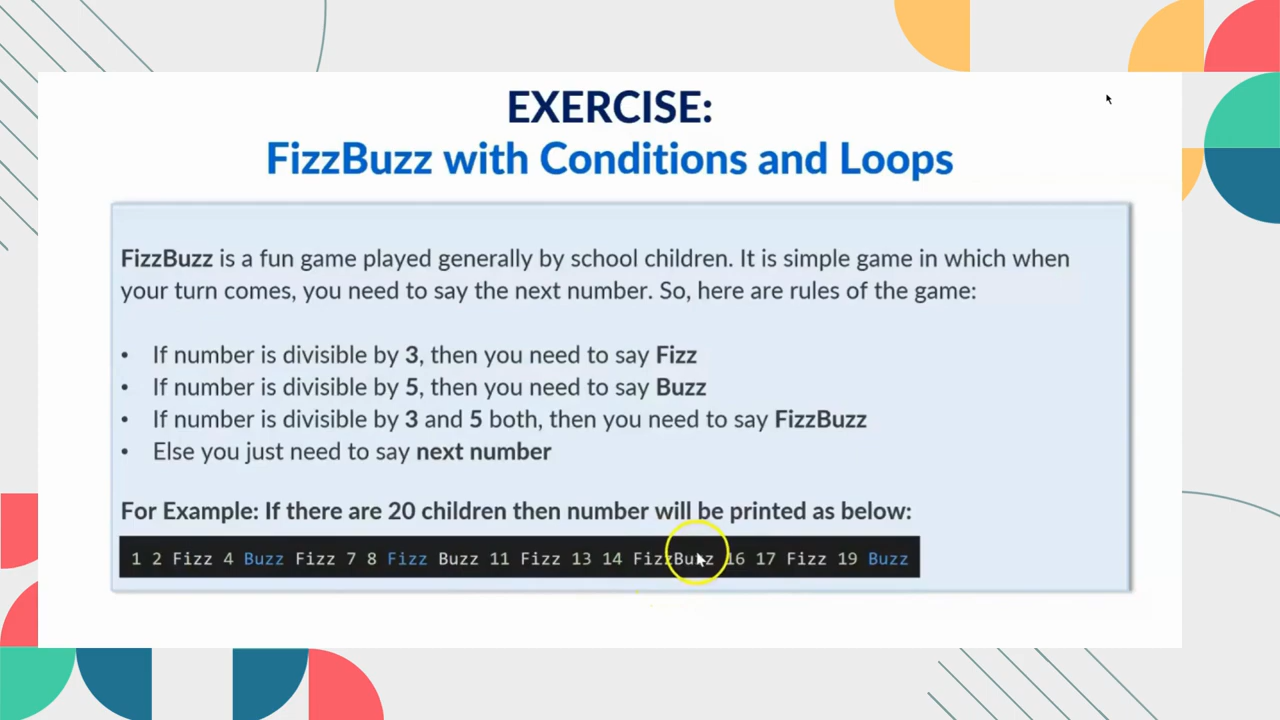 EXERCISE:
FizzBuzz with Conditions and Loops
FizzBuzz is a fun game played generally by school children. It is simple game in which when
your turn comes, you need to say the next number. So, here are rules of the game:
• If number is divisible by 3, then you need to say Fizz
• If number is divisible by 5, then you need to say Buzz
• If number is divisible by 3 and 5 both, then you need to say FizzBuzz
• Else you just need to say next number
For Example: If there are 20 children then number will be printed as below:
1 2 Fizz 4 Buzz Fizz 7 8 Fizz Buzz 11 Fizz 13 14 FizzBuzz 16 17 Fizz 19 Buzz